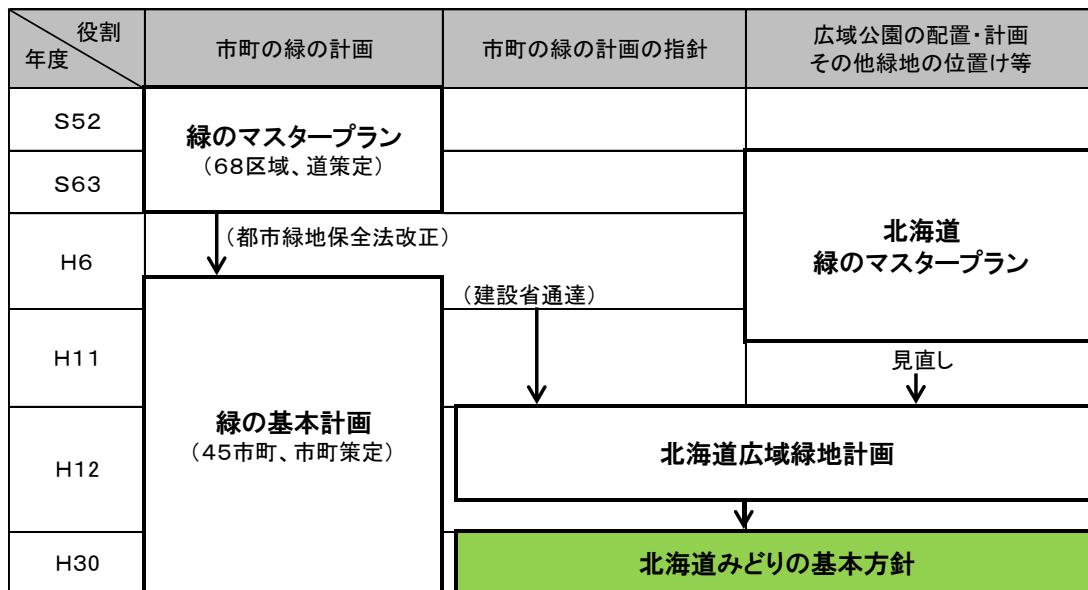 役割
年度
市町の緑の計画
市町の緑の計画の指針
広域公園の配置・計画
その他緑地の位置け等
S52
緑のマスタープラン
（68区域、道策定）
S63
北海道
緑のマスタープラン
（都市緑地保全法改正）
H6
（建設省通達）
H11
見直し
緑の基本計画
（45市町、市町策定）
北海道広域緑地計画
H12
H30
北海道みどりの基本方針